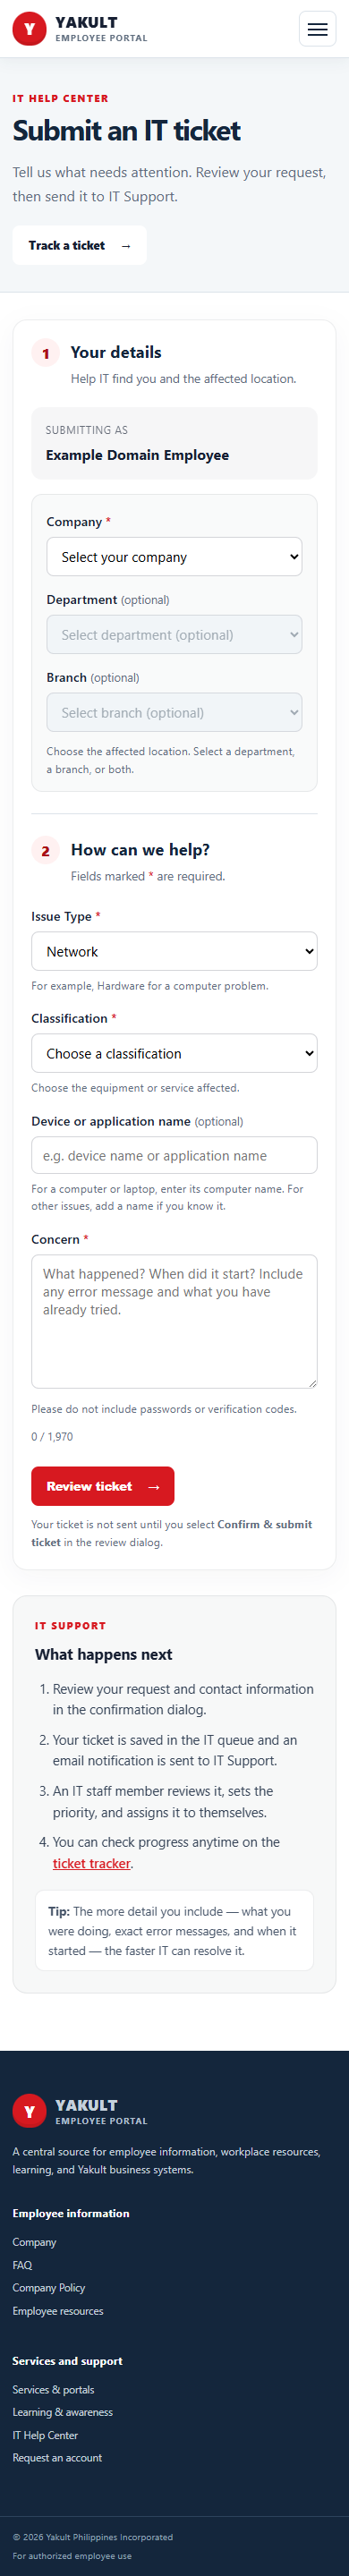 Y
YAKULT
EMPLOYEE PORTAL
IT HELP CENTER
Submit an IT ticket
Tell us what needs attention. Review your request,
then send it to IT Support.
Track a ticket →
1 Your details
Help IT find you and the affected location.
SUBMITTING AS
Example Domain Employee
Company *
Select your company
Department (optional)
Select department (optional)
Branch (optional)
Select branch (optional)
Choose the affected location. Select a department,
a branch, or both.
2 How can we help?
Fields marked * are required.
Issue Type *
Network
For example, Hardware for a computer problem.
Classification *
Choose a classification
Choose the equipment or service affected.
Device or application name (optional)
e.g. device name or application name
For a computer or laptop, enter its computer name. For
other issues, add a name if you know it.
Concern *
What happened? When did it start? Include
any error message and what you have
already tried.
Please do not include passwords or verification codes.
0 / 1,970
Review ticket →
Your ticket is not sent until you select Confirm & submit
ticket in the review dialog.
IT SUPPORT
What happens next
1. Review your request and contact information
in the confirmation dialog.
2. Your ticket is saved in the IT queue and an
email notification is sent to IT Support.
3. An IT staff member reviews it, sets the
priority, and assigns it to themselves.
4. You can check progress anytime on the
ticket tracker.
Tip: The more detail you include — what you
were doing, exact error messages, and when it
started — the faster IT can resolve it.
Y
YAKULT
EMPLOYEE PORTAL
A central source for employee information, workplace resources,
learning, and Yakult business systems.
Employee information
Company
FAQ
Company Policy
Employee resources
Services and support
Services & portals
Learning & awareness
IT Help Center
Request an account
© 2026 Yakult Philippines Incorporated
For authorized employee use